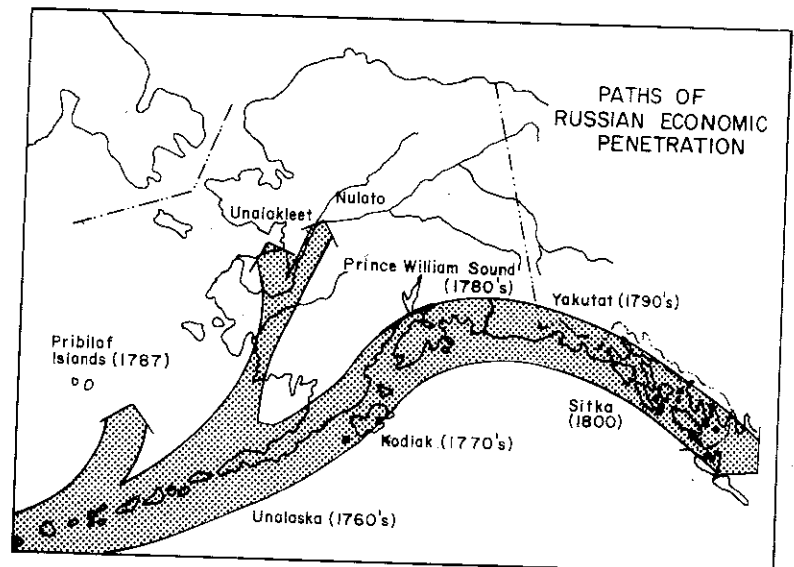 PATHS OF
RUSSIAN ECONOMIC
PENETRATION
Nulato
Unalakleet
Prince William Sound
(1780's)
Yakutat (1790's)
Pribilof
Islands (1787)
Sitka
(1800)
Kodiak (1770's)
Unalaska (1760's)